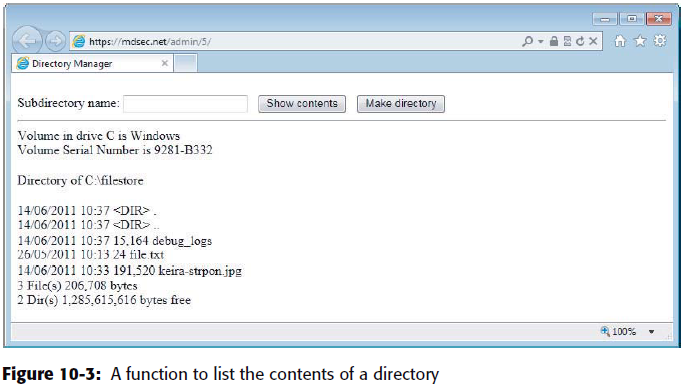 https://mdsec.net/admin/5/
Directory Manager
Subdirectory name: Show contents Make directory
Volume in drive C is Windows
Volume Serial Number is 9281-B332
Directory of C:\filestore
14/06/2011 10:37 <DIR> .
14/06/2011 10:37 <DIR> ..
14/06/2011 10:37 15,164 debug_logs
26/05/2011 10:13 24 file.txt
14/06/2011 10:33 191,520 keira-strpon.jpg
3 File(s) 206,708 bytes
2 Dir(s) 1,285,615,616 bytes free
100%
Figure 10-3: A function to list the contents of a directory